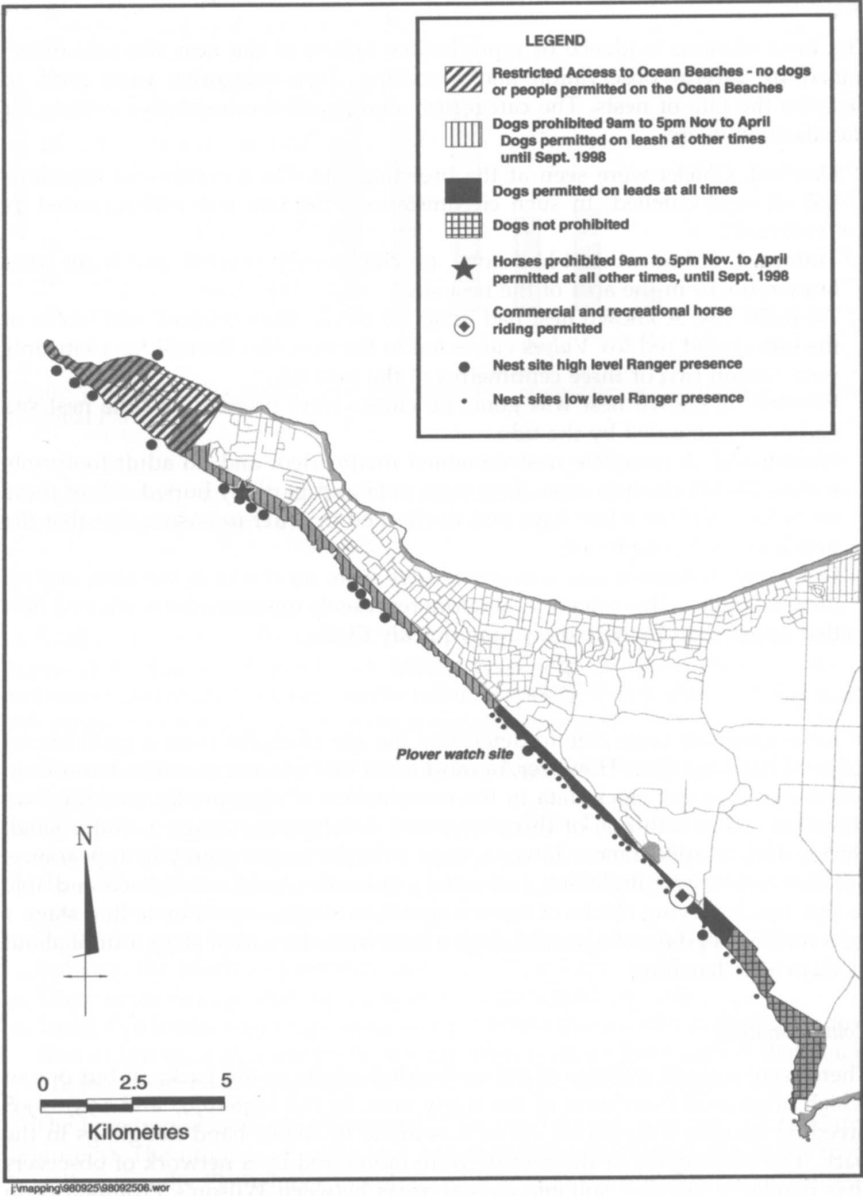 LEGEND
Restricted Access to Ocean Beaches - no dogs
or people permitted on the Ocean Beaches
Dogs prohibited 9am to 5pm Nov to April
Dogs permitted on leash at other times
until Sept. 1998
Dogs permitted on leads at all times
Dogs not prohibited
Horses prohibited 9am to 5pm Nov. to April
permitted at all other times, until Sept. 1998
Commercial and recreational horse
riding permitted
Nest site high level Ranger presence
Nest sites low level Ranger presence
Plover watch site
N
0 2.5 5
Kilometres
j:\mapping\980925\98092506.wor